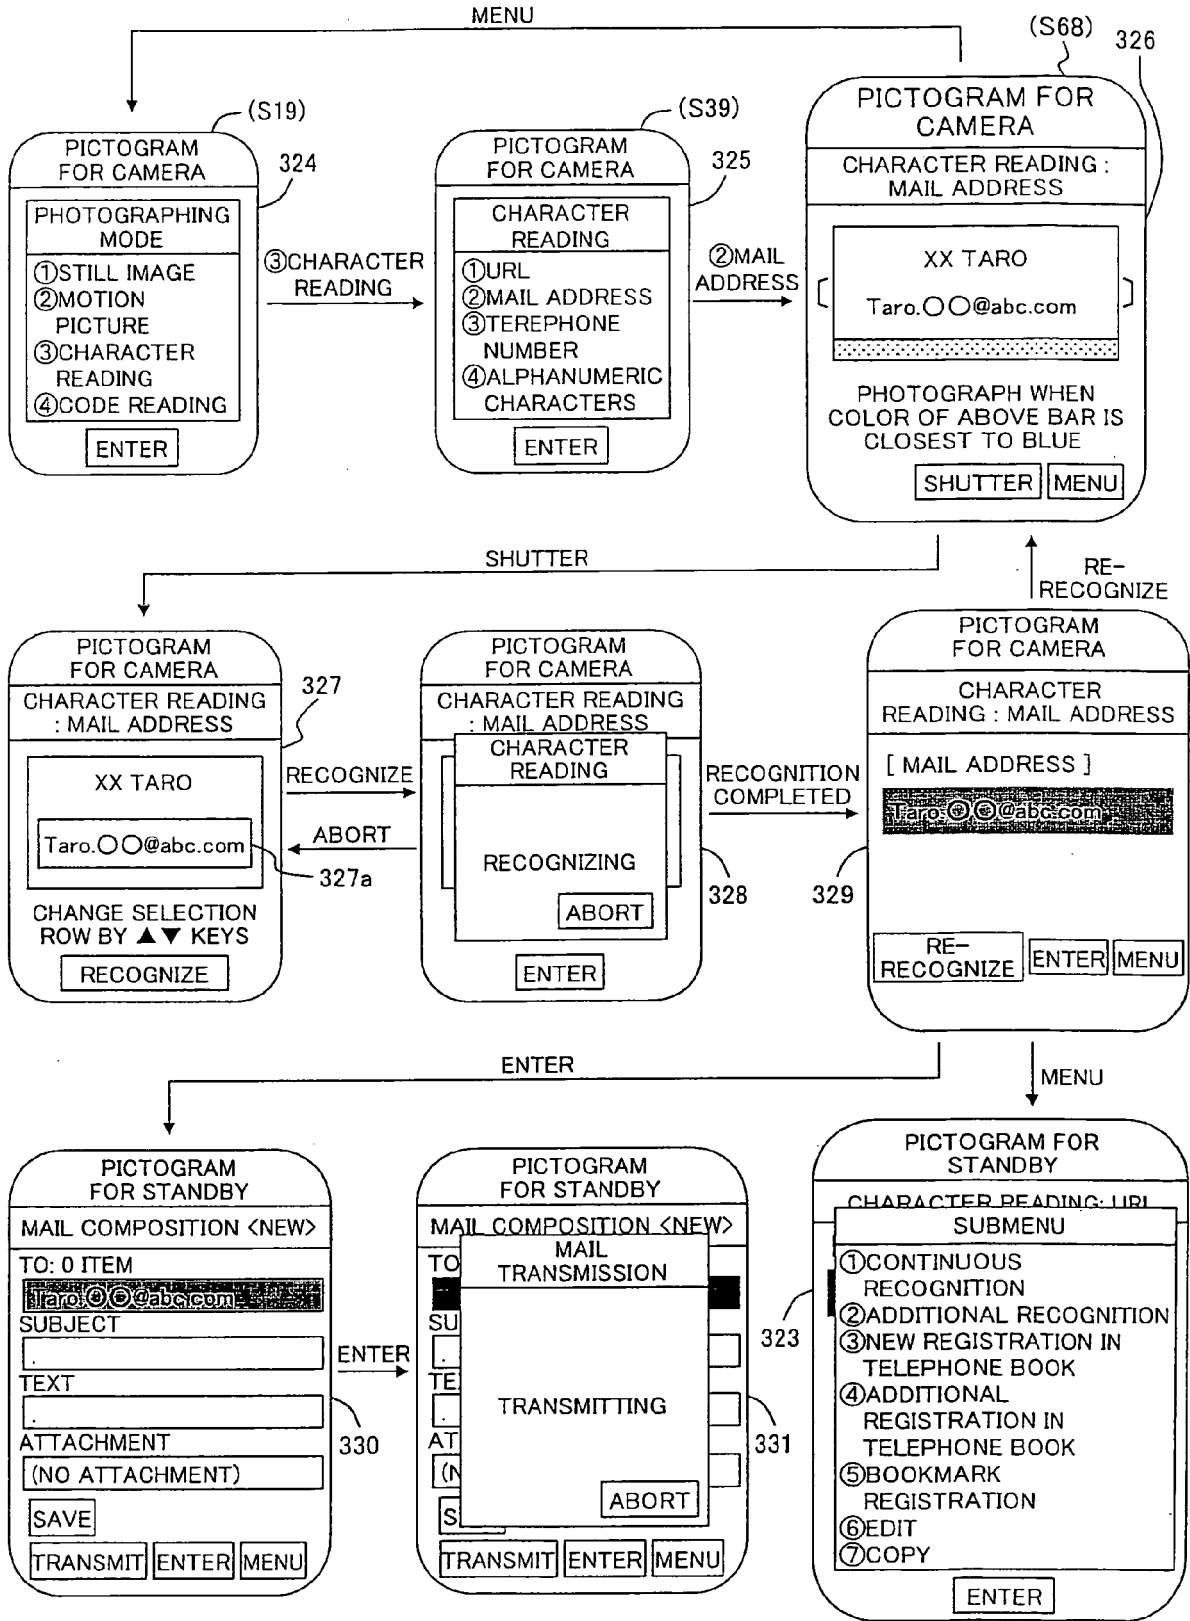 MENU
(S19)
PICTOGRAM
FOR CAMERA
324
PHOTOGRAPHING
MODE
①STILL IMAGE
②MOTION
PICTURE
③CHARACTER
READING
④CODE READING
ENTER
③CHARACTER
READING
(S39)
PICTOGRAM
FOR CAMERA
325
CHARACTER
READING
①URL
②MAIL ADDRESS
③TEREPHONE
NUMBER
④ALPHANUMERIC
CHARACTERS
ENTER
②MAIL
ADDRESS
(S68)
326
PICTOGRAM FOR
CAMERA
CHARACTER READING :
MAIL ADDRESS
XX TARO
Taro.〇〇@abc.com
PHOTOGRAPH WHEN
COLOR OF ABOVE BAR IS
CLOSEST TO BLUE
SHUTTER MENU
SHUTTER
RE-
RECOGNIZE
PICTOGRAM
FOR CAMERA
CHARACTER READING
: MAIL ADDRESS
327
XX TARO
Taro.〇〇@abc.com
327a
CHANGE SELECTION
ROW BY ▲▼ KEYS
RECOGNIZE
RECOGNIZE
ABORT
PICTOGRAM
FOR CAMERA
CHARACTER READING
: MAIL ADDRESS
CHARACTER
READING
RECOGNIZING
ABORT
328
ENTER
RECOGNITION
COMPLETED
PICTOGRAM
FOR CAMERA
CHARACTER
READING : MAIL ADDRESS
[ MAIL ADDRESS ]
Taro.〇〇@abc.com
329
RE-
RECOGNIZE ENTER MENU
ENTER
MENU
PICTOGRAM
FOR STANDBY
MAIL COMPOSITION <NEW>
TO: 0 ITEM
Taro.〇〇@abc.com
SUBJECT
.
TEXT
.
ATTACHMENT
(NO ATTACHMENT)
330
SAVE
TRANSMIT ENTER MENU
ENTER
PICTOGRAM
FOR STANDBY
MAIL COMPOSITION <NEW>
MAIL
TRANSMISSION
TO
SU
.
TE
.
TRANSMITTING
AT
(N
331
ABORT
S
TRANSMIT ENTER MENU
PICTOGRAM FOR
STANDBY
CHARACTER READING: URL
SUBMENU
323
①CONTINUOUS
RECOGNITION
②ADDITIONAL RECOGNITION
③NEW REGISTRATION IN
TELEPHONE BOOK
④ADDITIONAL
REGISTRATION IN
TELEPHONE BOOK
⑤BOOKMARK
REGISTRATION
⑥EDIT
⑦COPY
ENTER